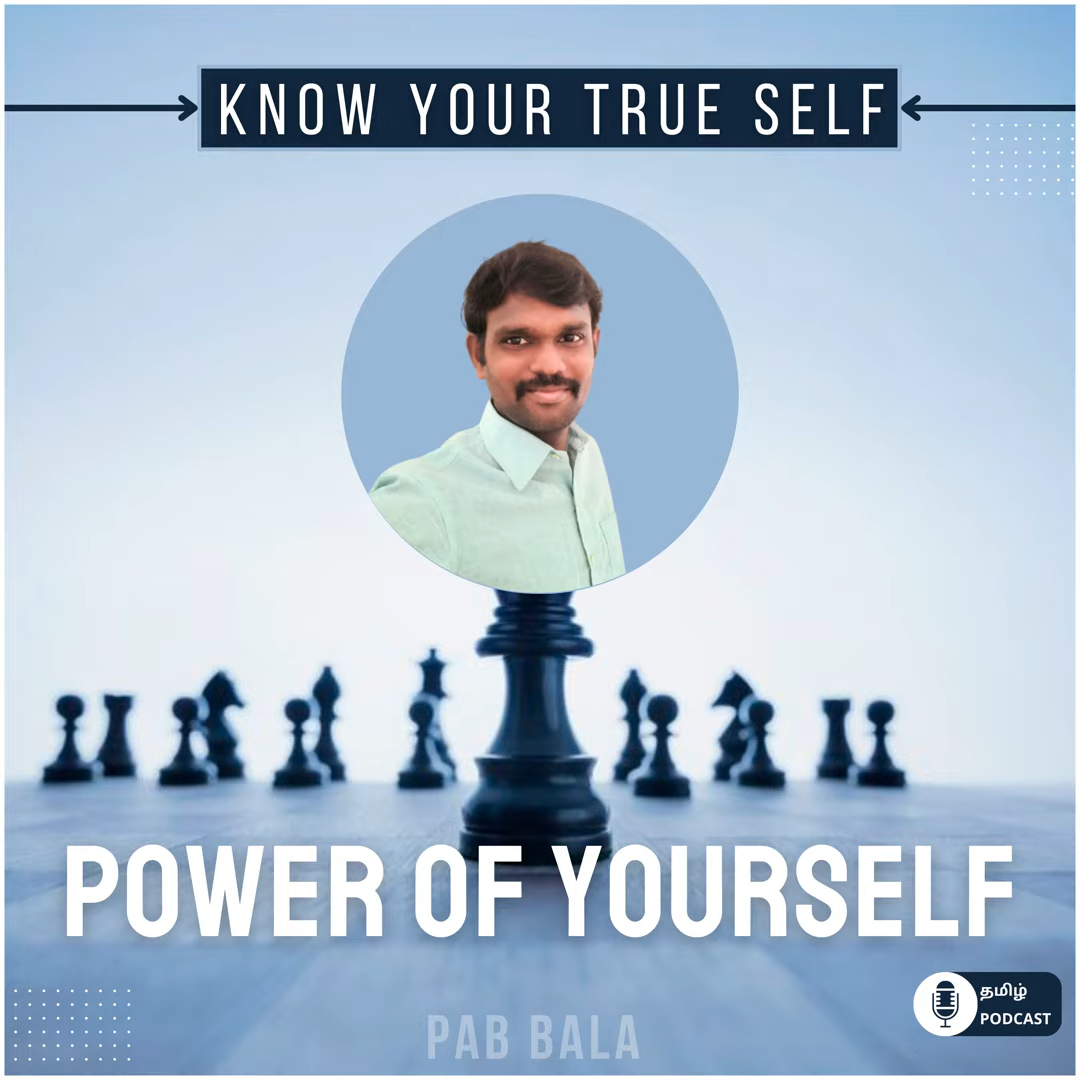 KNOW YOUR TRUE SELF
POWER OF YOURSELF
தமிழ்
PODCAST
PAB BALA